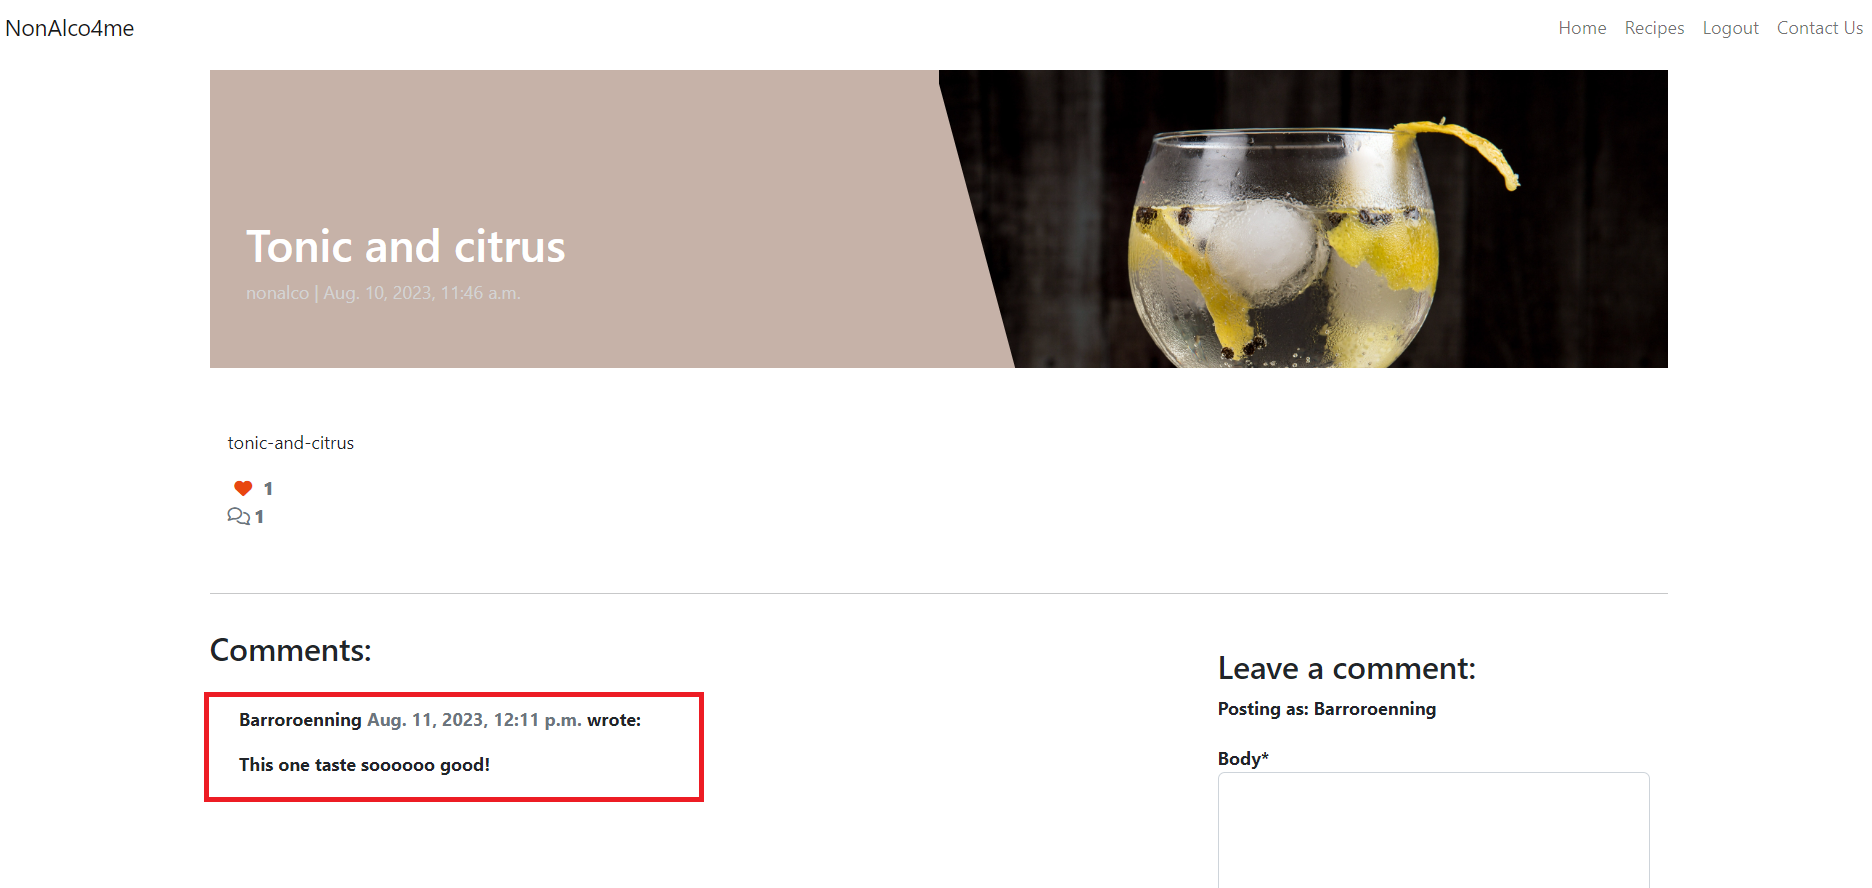 NonAlco4me
Home Recipes Logout Contact Us
Tonic and citrus
nonalco | Aug. 10, 2023, 11:46 a.m.
tonic-and-citrus
1
1
Comments:
Barroroenning Aug. 11, 2023, 12:11 p.m. wrote:
This one taste soooooo good!
Leave a comment:
Posting as: Barroroenning
Body*